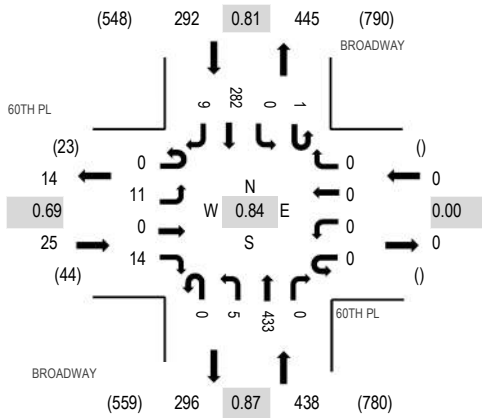 (548) 292 0.81 445 (790)
BROADWAY
9 282 0 1
60TH PL
(23) 0 0 ()
14 11 0 0
N
0.69 W 0.84 E 0.00
25 0 S 0 0
(44) 14 0 ()
0 5 433 0
60TH PL
BROADWAY
(559) 296 0.87 438 (780)